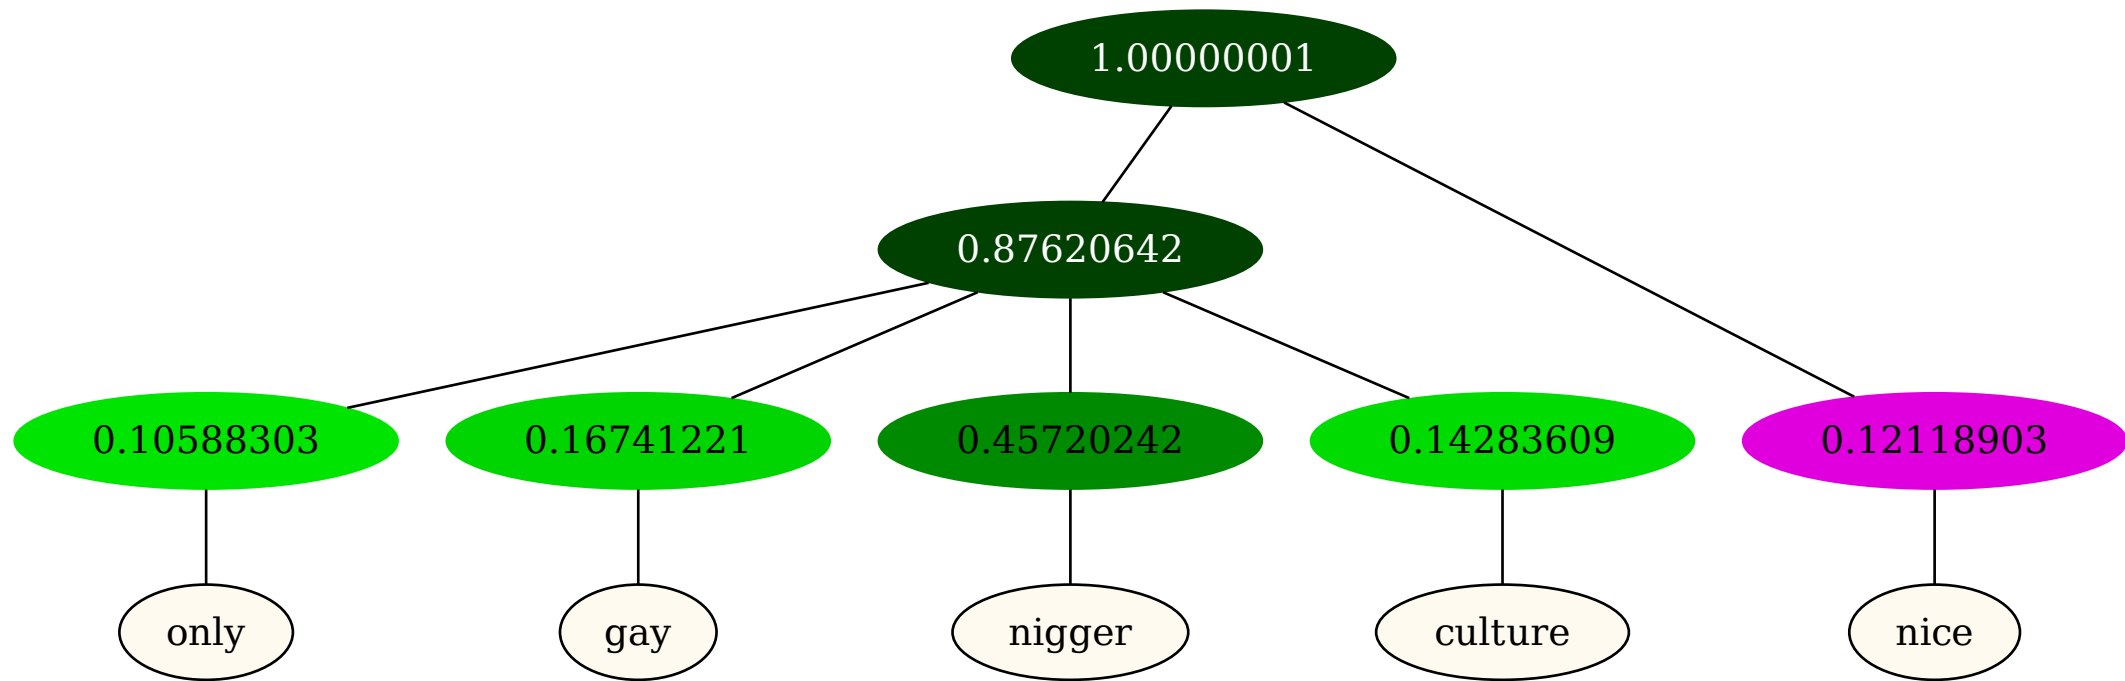 1.00000001
0.87620642
0.10588303 0.16741221 0.45720242 0.14283609 0.12118903
only gay nigger culture nice